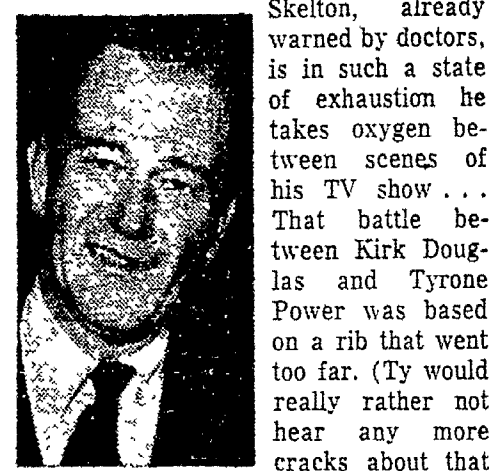 Skelton, already
warned by doctors,
is in such a state
of exhaustion he
takes oxygen be-
tween scenes of
his TV show . . .
That battle be-
tween Kirk Doug-
las and Tyrone
Power was based
on a rib that went
too far. (Ty would
really rather not
hear any more
cracks about that